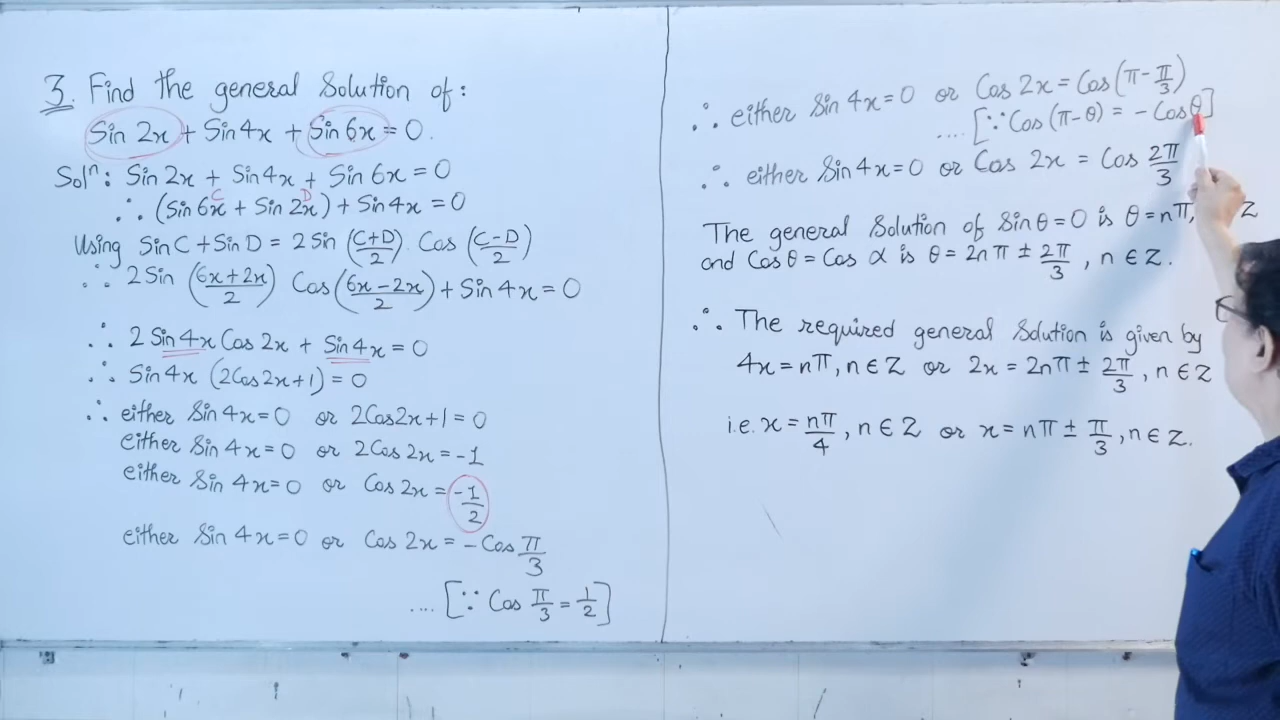 3. Find the general Solution of:
Sin 2x + Sin 4x + Sin 6x = 0.
Solⁿ: Sin 2x + Sin 4x + Sin 6x = 0
C D
∴ (Sin 6x + Sin 2x) + Sin 4x = 0
Using Sin C + Sin D = 2 Sin (C+D/2). Cos (C-D/2)
∴ 2 Sin (6x+2x/2) Cos (6x-2x/2) + Sin 4x = 0
∴ 2 Sin 4x Cos 2x + Sin 4x = 0
∴ Sin 4x (2Cos 2x + 1) = 0
∴ either Sin 4x = 0 or 2Cos 2x + 1 = 0
either Sin 4x = 0 or 2Cos 2x = -1
either Sin 4x = 0 or Cos 2x = -1/2
either Sin 4x = 0 or Cos 2x = - Cos π/3
.... [∵ Cos π/3 = 1/2]
∴ either Sin 4x = 0 or Cos 2x = Cos (π - π/3)
.... [∵ Cos (π - θ) = - Cos θ]
∴ either Sin 4x = 0 or Cos 2x = Cos 2π/3
The general Solution of Sin θ = 0 is θ = nπ, Z
and Cos θ = Cos α is θ = 2nπ ± 2π/3, n ∈ Z.
∴ The required general Solution is given by
4x = nπ, n ∈ Z or 2x = 2nπ ± 2π/3, n ∈ Z
i.e. x = nπ/4, n ∈ Z or x = nπ ± π/3, n ∈ Z.